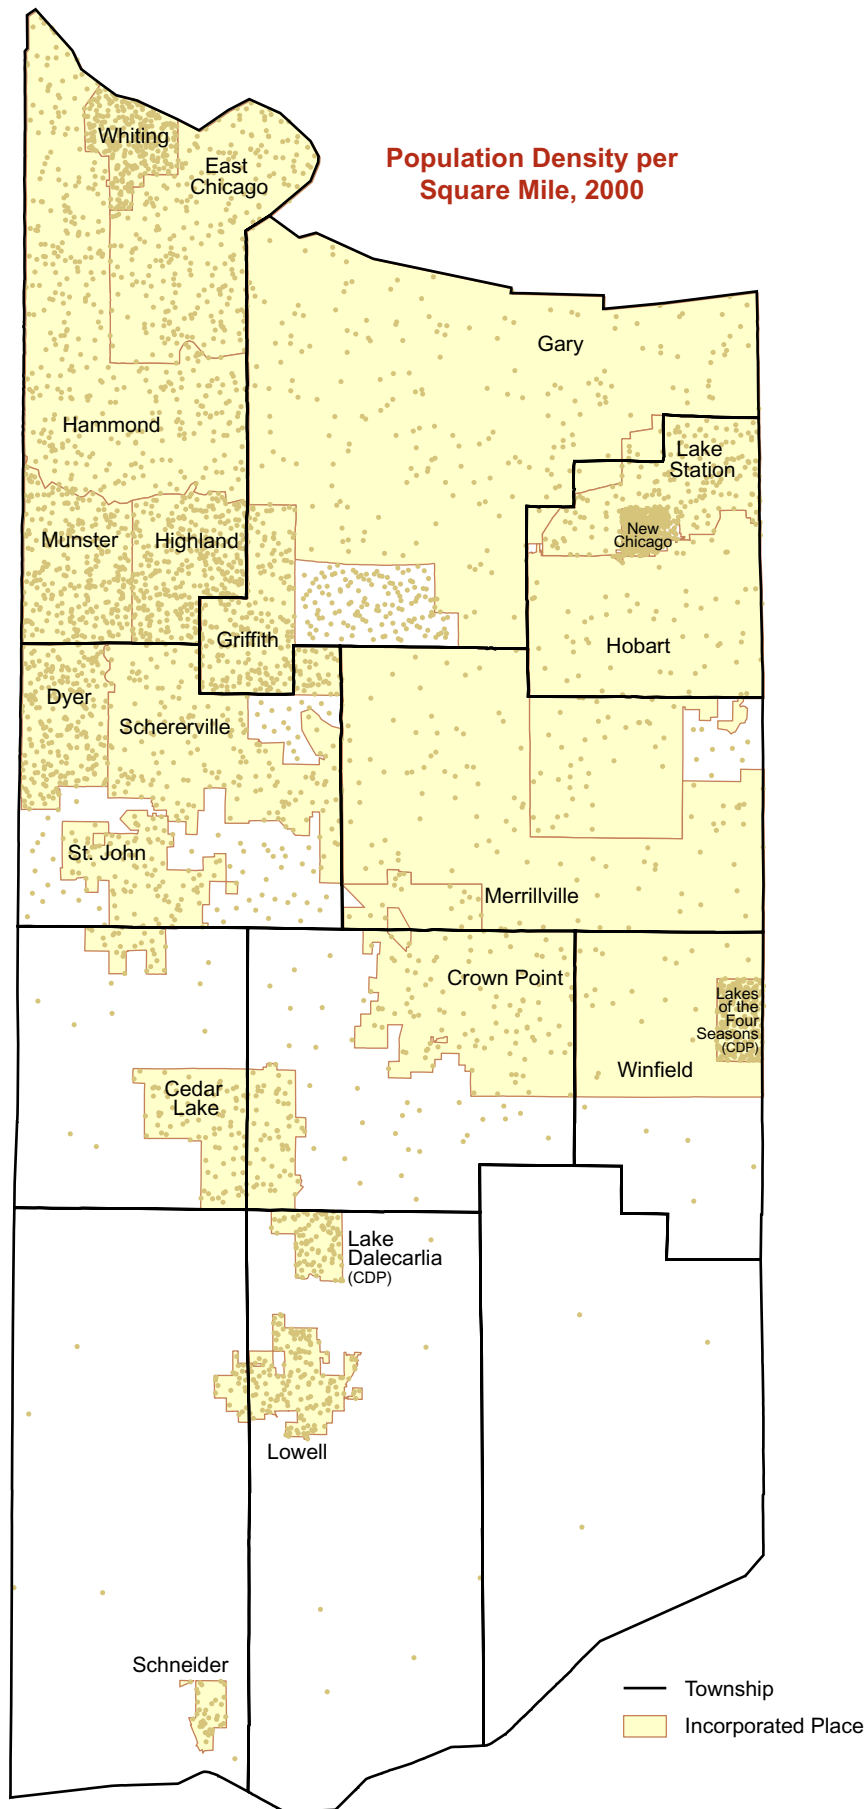 Whiting
East
Chicago
Population Density per
Square Mile, 2000
Gary
Hammond
Lake
Station
New
Chicago
Munster
Highland
Griffith
Hobart
Dyer
Schererville
St. John
Merrillville
Crown Point
Lakes
of the
Four
Seasons
(CDP)
Winfield
Cedar
Lake
Lake
Dalecarlia
(CDP)
Lowell
Schneider
Township
Incorporated Place